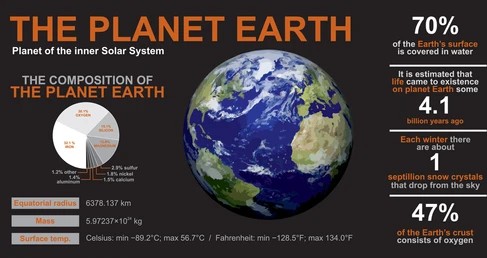 THE PLANET EARTH
Planet of the inner Solar System
THE COMPOSITION OF
THE PLANET EARTH
OXYGEN
IRON
1.2% other
1.4%
aluminum
2.9% sulfur
1.8% nickel
1.5% calcium
Equatorial radius 6378.137 km
Mass 5.97237×10²⁴ kg
Surface temp. Celsius: min −89.2°C; max 56.7°C / Fahrenheit: min −128.5°F; max 134.0°F
70%
of the Earth's surface
is covered in water
It is estimated that
life came to existence
on planet Earth some
4.1
billion years ago
Each winter there
are about
1
septillion snow crystals
that drop from the sky
47%
of the Earth's crust
consists of oxygen